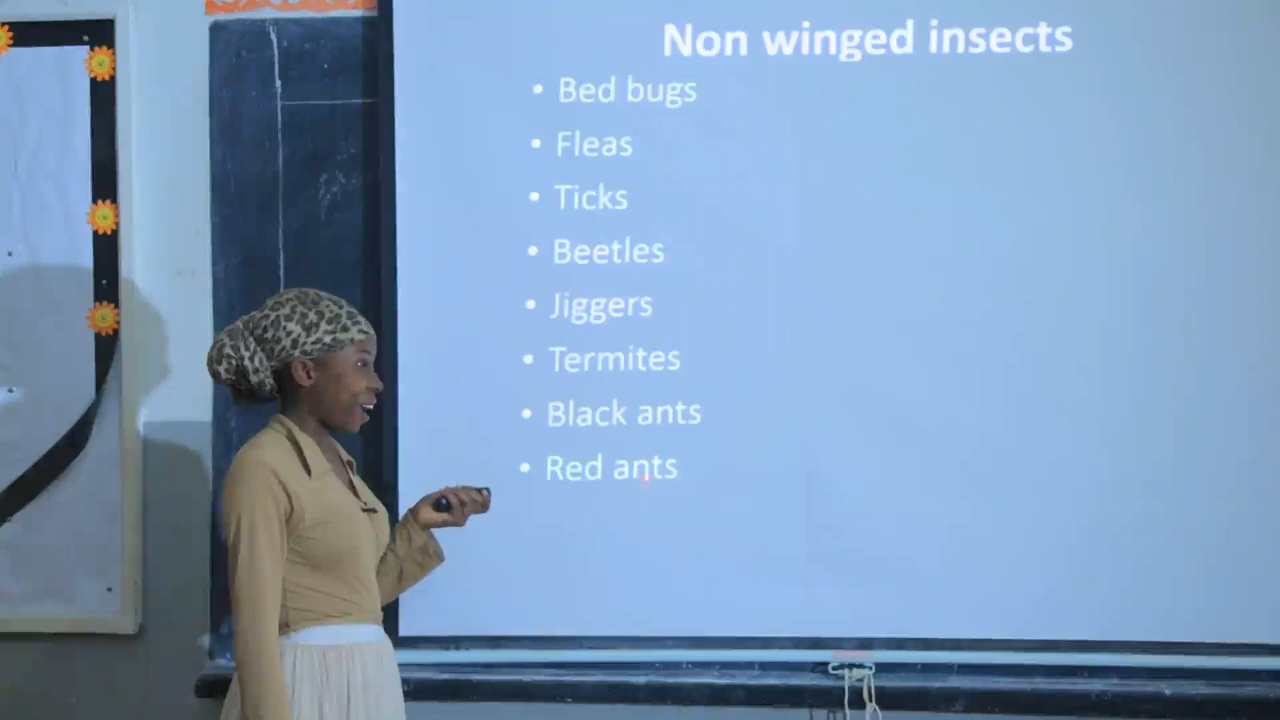 Non winged insects
• Bed bugs
• Fleas
• Ticks
• Beetles
• Jiggers
• Termites
• Black ants
• Red ants